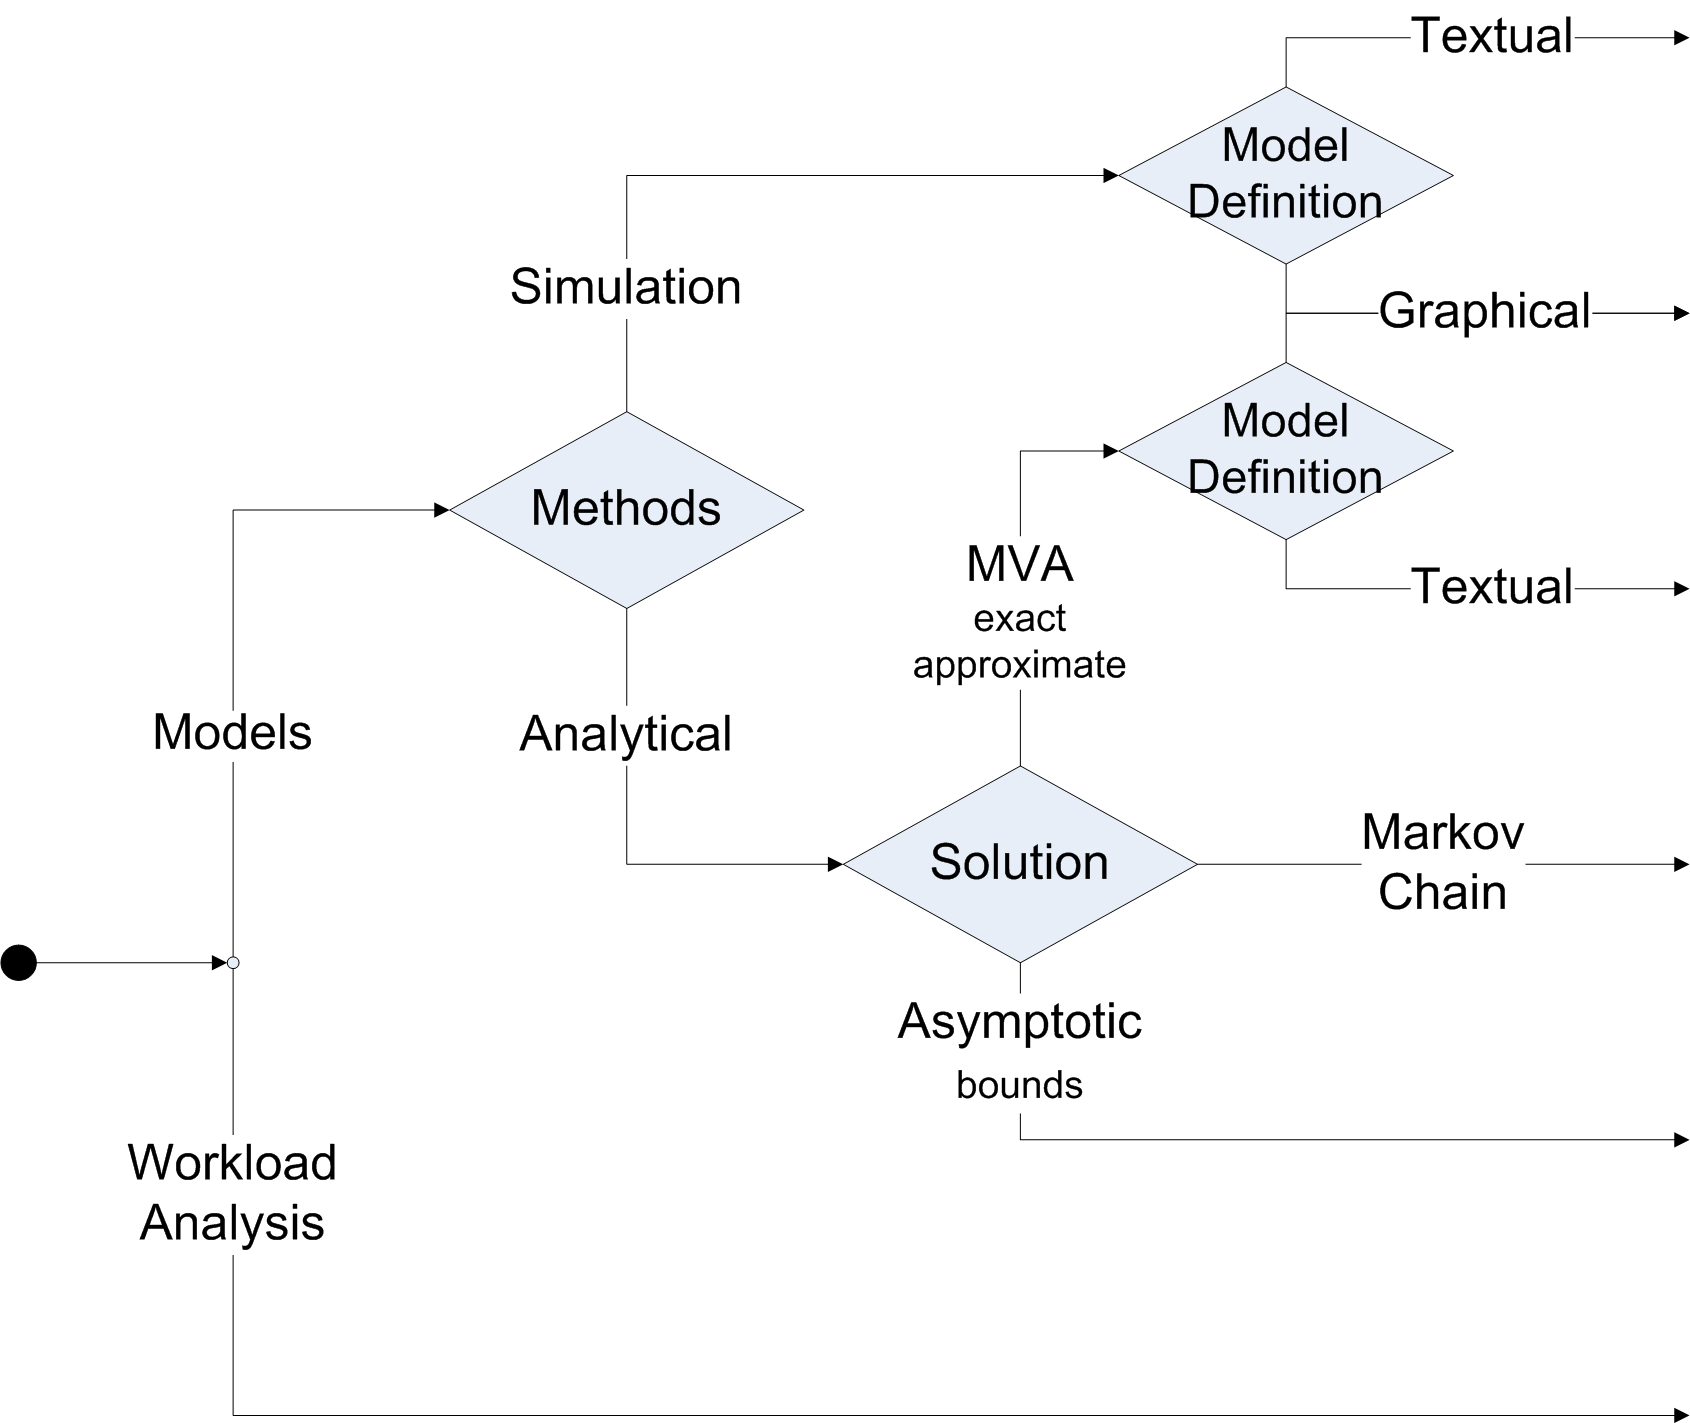 Textual
Model
Definition
Simulation
Graphical
Model
Definition
Methods
MVA
exact
approximate
Textual
Models
Analytical
Solution
Markov
Chain
Asymptotic
bounds
Workload
Analysis